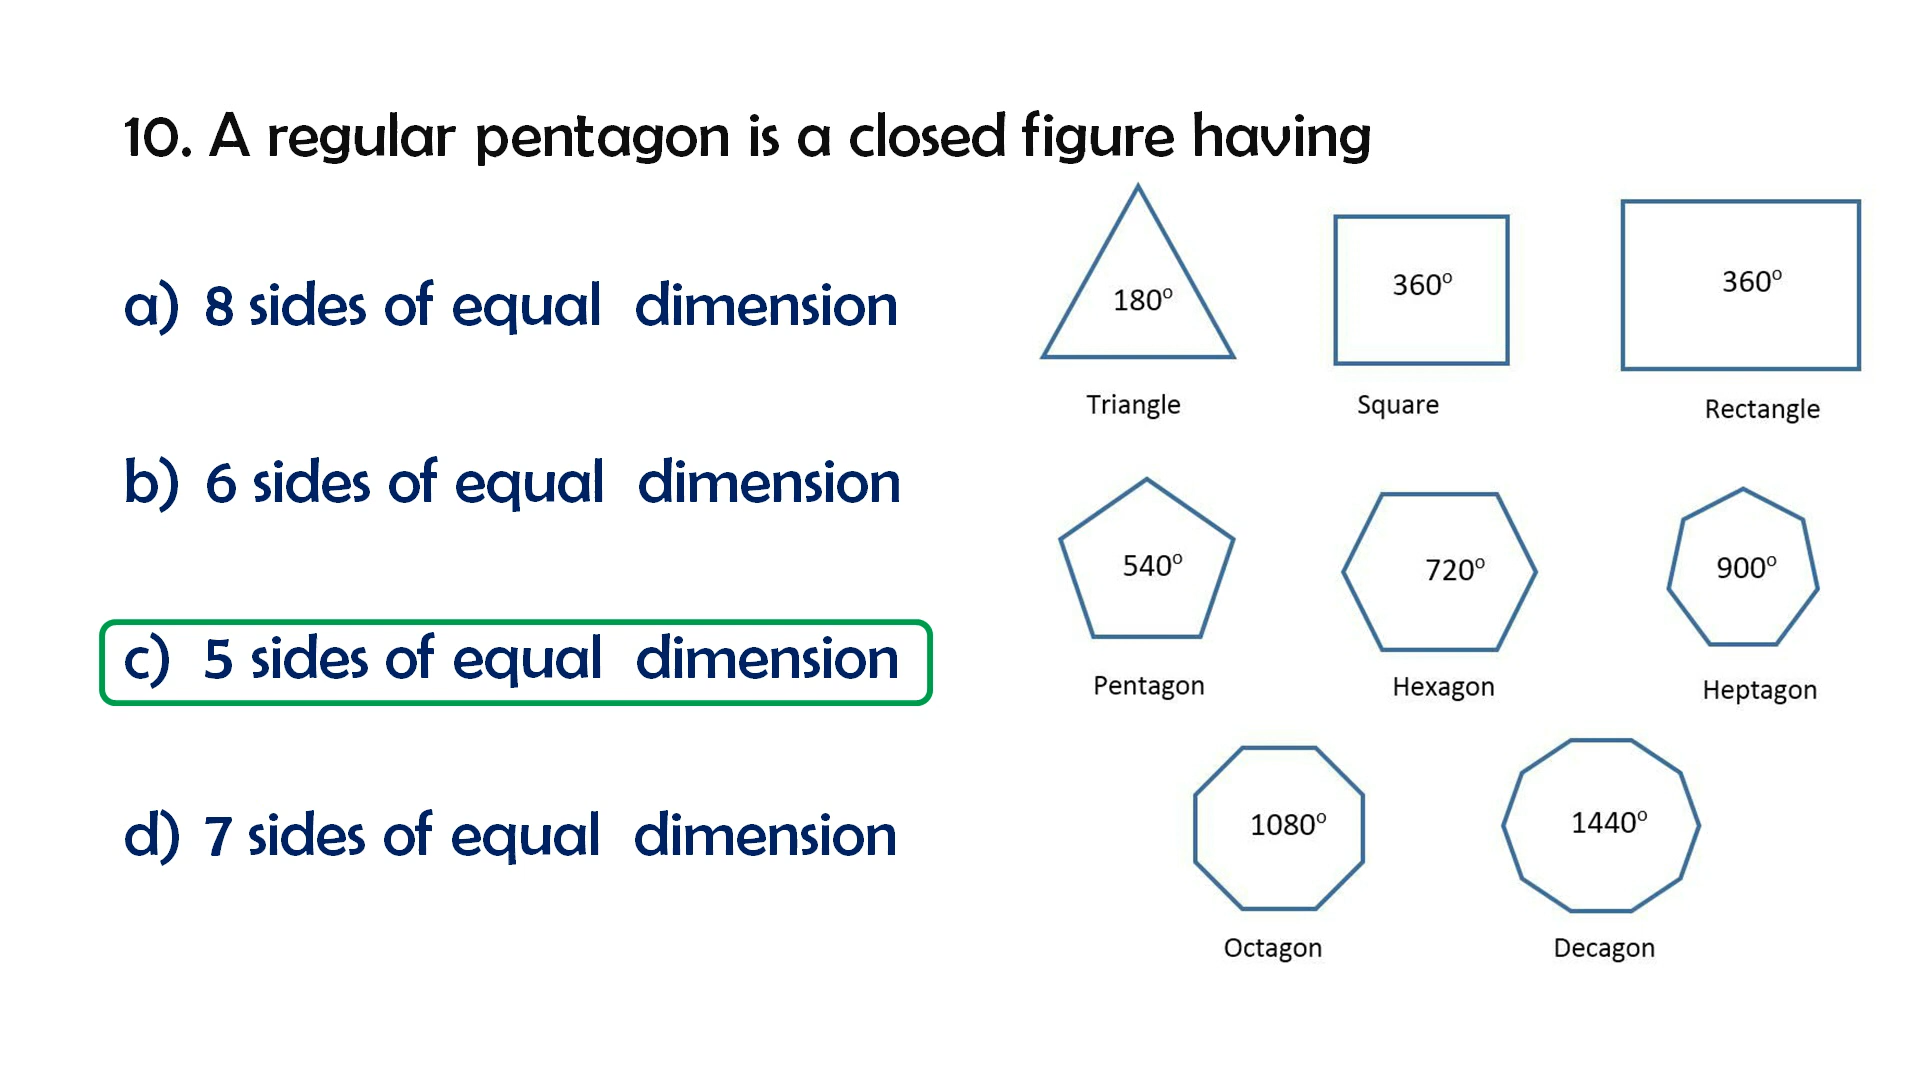 10. A regular pentagon is a closed figure having
a) 8 sides of equal dimension
b) 6 sides of equal dimension
c) 5 sides of equal dimension
d) 7 sides of equal dimension
180° 360° 360°
Triangle Square Rectangle
540° 720° 900°
Pentagon Hexagon Heptagon
1080° 1440°
Octagon Decagon